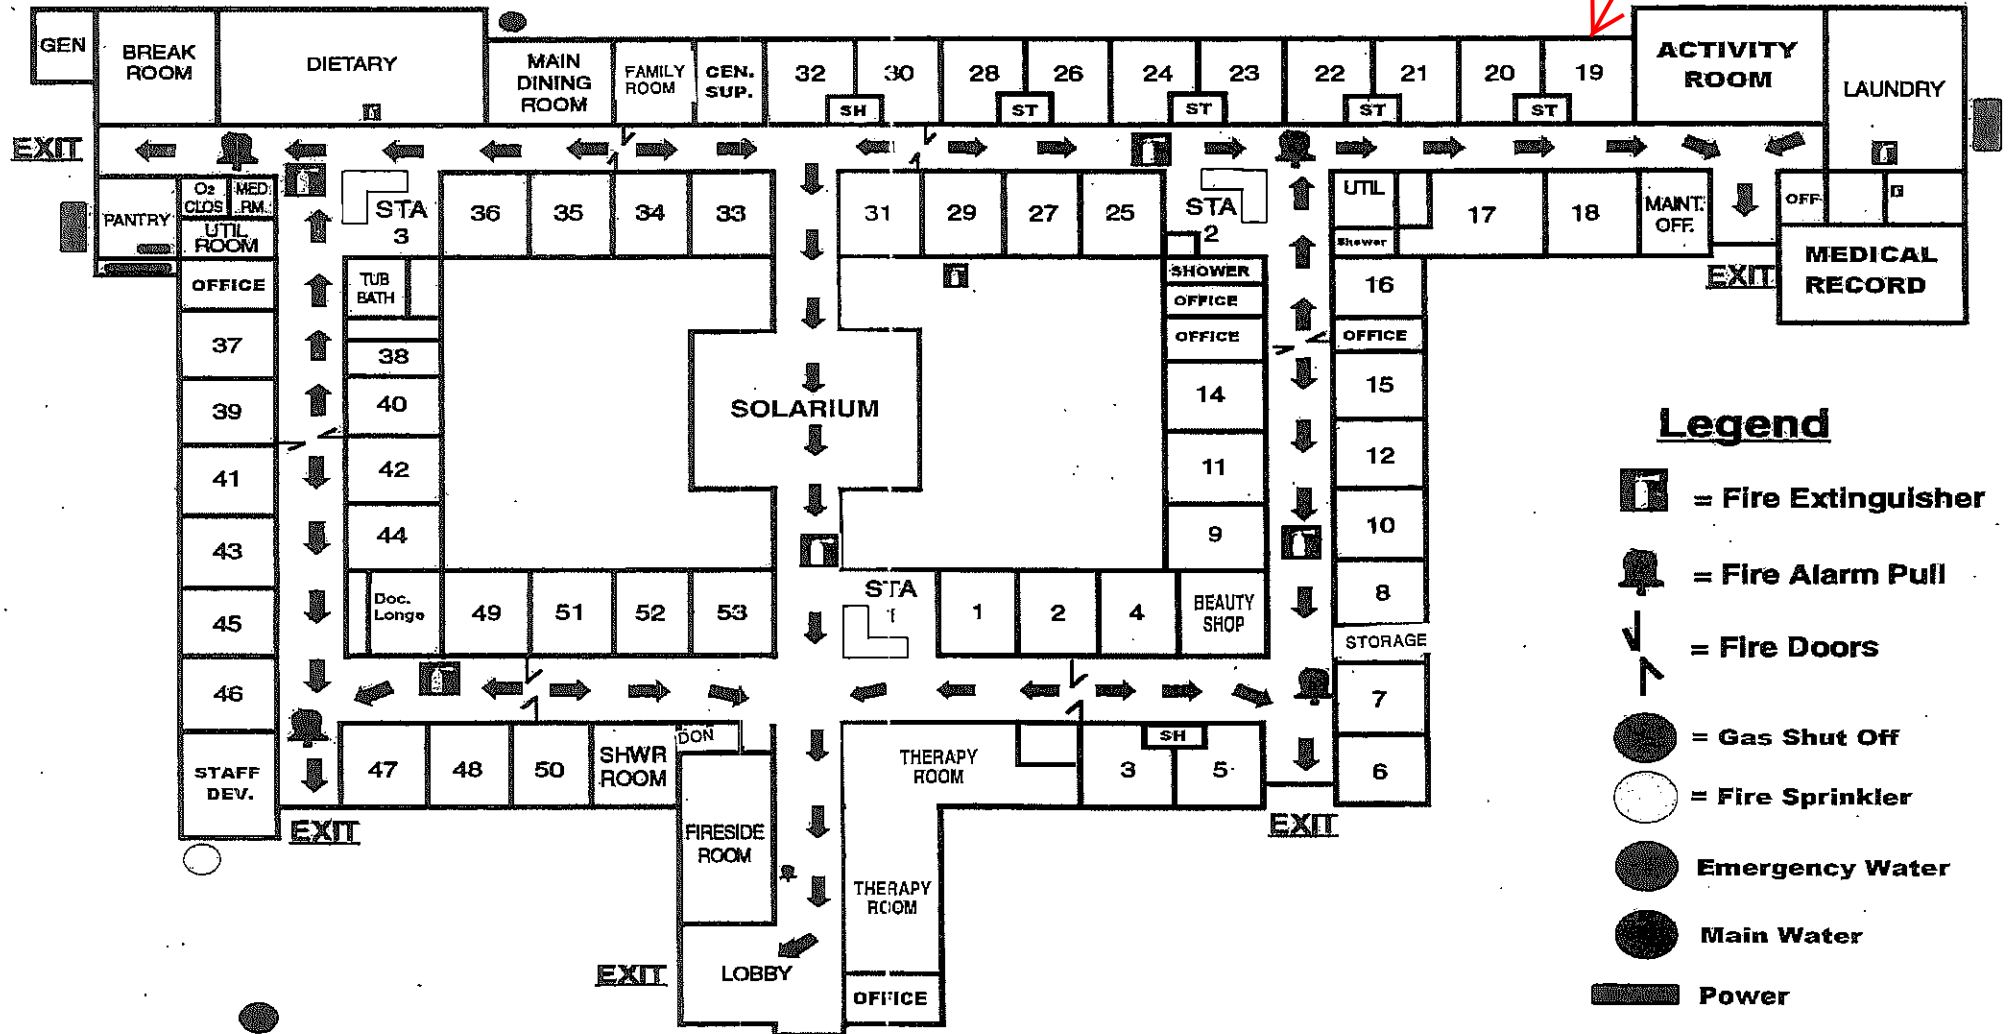 GEN
BREAK
ROOM
DIETARY
MAIN
DINING
ROOM
FAMILY
ROOM
CEN.
SUP.
32
30
SH
28
26
ST
24
23
ST
22
21
ST
20
19
ST
ACTIVITY
ROOM
LAUNDRY
EXIT
PANTRY
O2
CLOS
MED
RM.
UTIL
ROOM
STA
3
36
35
34
33
31
29
27
25
STA
2
UTIL
Shower
17
18
MAINT.
OFF.
OFF
EXIT
MEDICAL
RECORD
OFFICE
TUB
BATH
SHOWER
OFFICE
OFFICE
16
OFFICE
37
38
39
40
41
42
43
44
45
46
SOLARIUM
14
11
9
15
12
10
8
STORAGE
7
6
Doc.
Longo
49
51
52
53
STA
1
1
2
4
BEAUTY
SHOP
STAFF
DEV.
47
48
50
SHWR
ROOM
DON
THERAPY
ROOM
SH
3
5
EXIT
EXIT
FIRESIDE
ROOM
THERAPY
ROOM
EXIT
LOBBY
OFFICE
Legend
= Fire Extinguisher
= Fire Alarm Pull
= Fire Doors
= Gas Shut Off
= Fire Sprinkler
Emergency Water
Main Water
Power